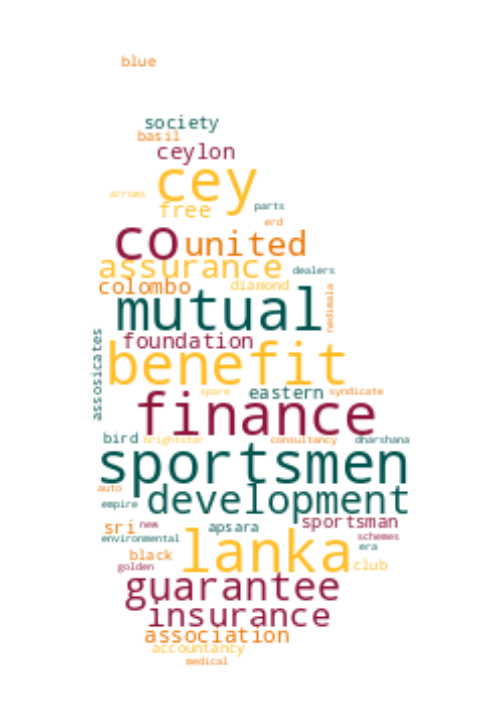 blue
society
basil
ceylon
cey
arrows
free
parts
erd
co united
assurance
dealers
colombo
diamond
mutual
nedimala
foundation
assosicates
benefit
spare eastern syndicate
finance
bird brightstar consultancy dharshana
sportsmen
auto
development
empire
sri new apsara sportsman
environmental
schemes
era
lanka
black
golden
club
guarantee
insurance
association
accountancy
medical